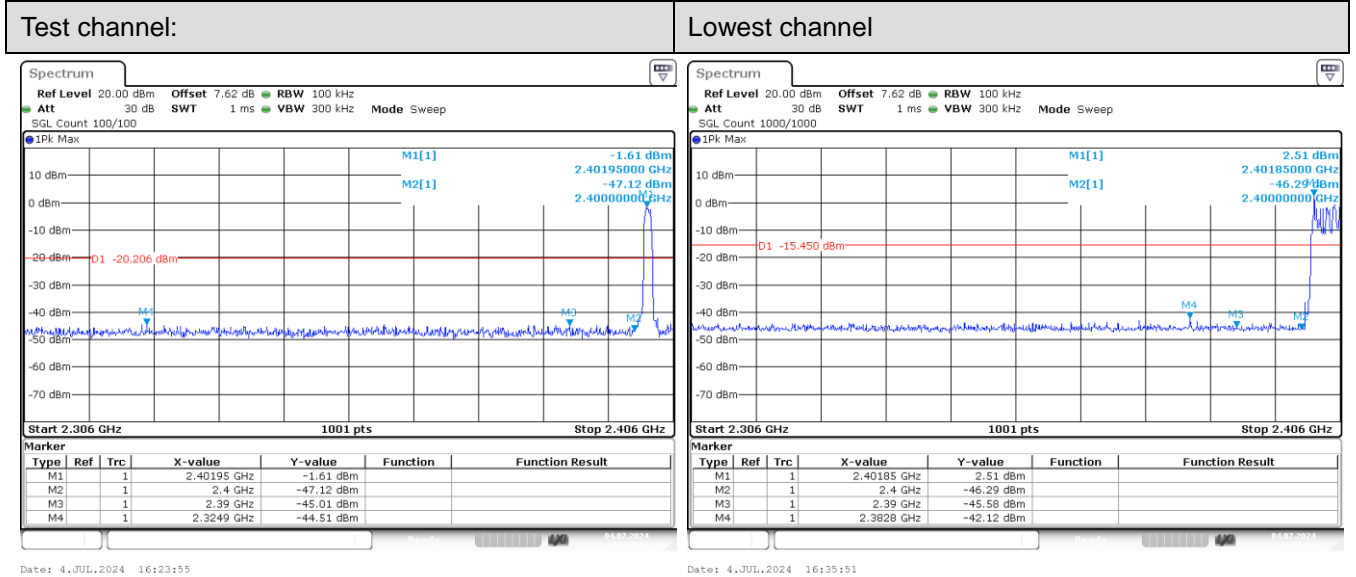 Test channel:
Lowest channel
Spectrum
Ref Level 20.00 dBm Offset 7.62 dB RBW 100 kHz
Att 30 dB SWT 1 ms VBW 300 kHz Mode Sweep
SGL Count 100/100
1Pk Max
M1[1] -1.61 dBm
2.40195000 GHz
M2[1] -47.12 dBm
2.40000000 GHz
M1
10 dBm
0 dBm
-10 dBm
-20 dBm
D1 -20.206 dBm
-30 dBm
-40 dBm
M4
M3
M2
-50 dBm
-60 dBm
-70 dBm
Start 2.306 GHz 1001 pts Stop 2.406 GHz
Marker
Type Ref Trc X-value Y-value Function Function Result
M1 1 2.40195 GHz -1.61 dBm
M2 1 2.4 GHz -47.12 dBm
M3 1 2.39 GHz -45.01 dBm
M4 1 2.3249 GHz -44.51 dBm
Ready
04.07.2024
Date: 4.JUL.2024 16:23:55
Spectrum
Ref Level 20.00 dBm Offset 7.62 dB RBW 100 kHz
Att 30 dB SWT 1 ms VBW 300 kHz Mode Sweep
SGL Count 1000/1000
1Pk Max
M1[1] 2.51 dBm
2.40185000 GHz
M2[1] -46.29 dBm
2.40000000 GHz
M1
10 dBm
0 dBm
-10 dBm
D1 -15.450 dBm
-20 dBm
-30 dBm
-40 dBm
M4
M3
M2
-50 dBm
-60 dBm
-70 dBm
Start 2.306 GHz 1001 pts Stop 2.406 GHz
Marker
Type Ref Trc X-value Y-value Function Function Result
M1 1 2.40185 GHz 2.51 dBm
M2 1 2.4 GHz -46.29 dBm
M3 1 2.39 GHz -45.58 dBm
M4 1 2.3828 GHz -42.12 dBm
Ready
04.07.2024
Date: 4.JUL.2024 16:35:51